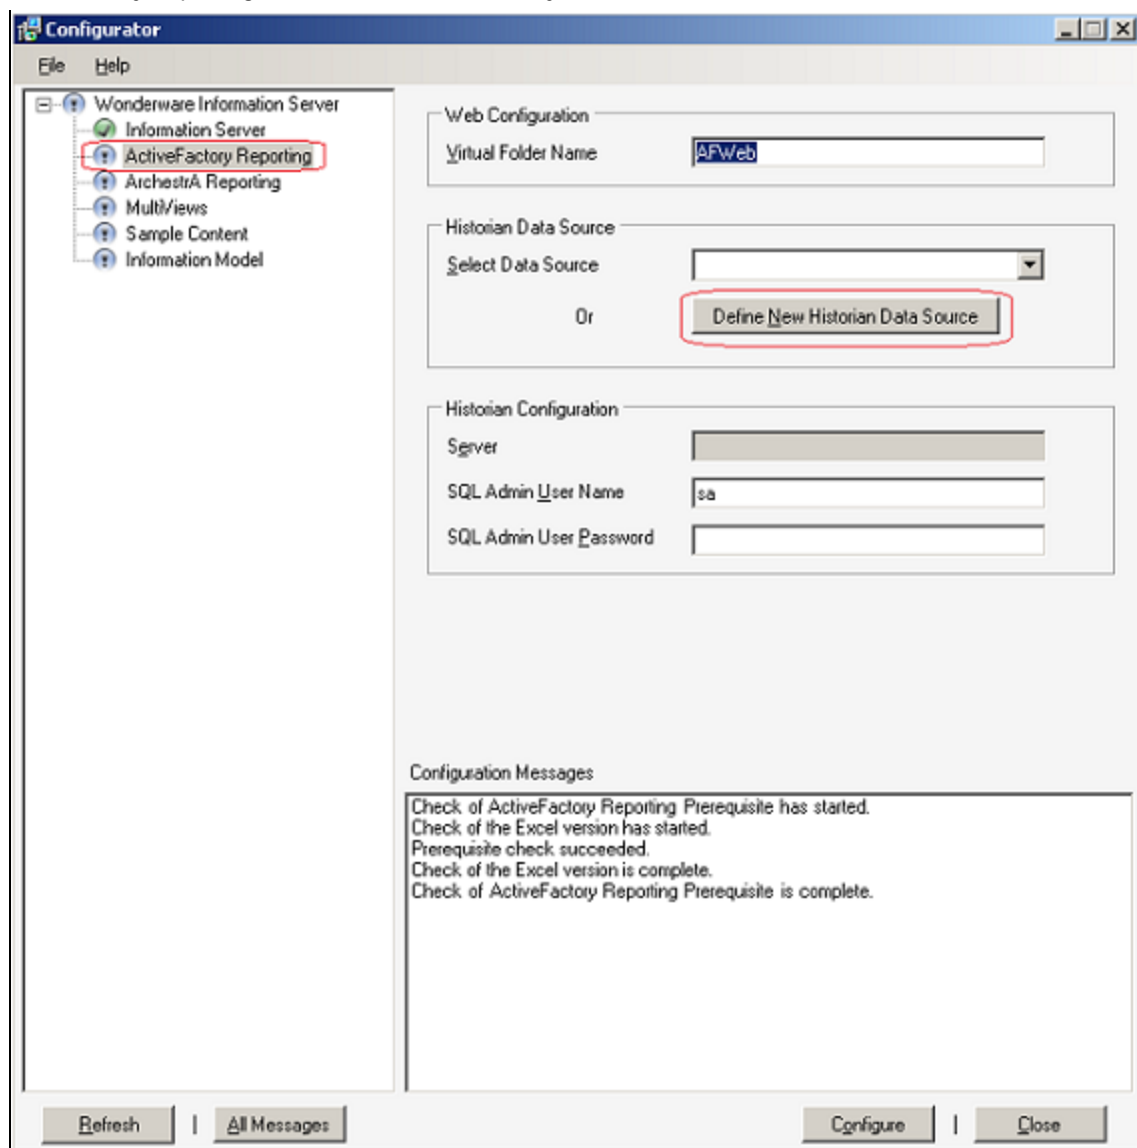 Configurator
File Help
Wonderware Information Server
Information Server
ActiveFactory Reporting
ArchestrA Reporting
MultiViews
Sample Content
Information Model
Web Configuration
Virtual Folder Name AFWeb
Historian Data Source
Select Data Source
Or Define New Historian Data Source
Historian Configuration
Server
SQL Admin User Name sa
SQL Admin User Password
Configuration Messages
Check of ActiveFactory Reporting Prerequisite has started.
Check of the Excel version has started.
Prerequisite check succeeded.
Check of the Excel version is complete.
Check of ActiveFactory Reporting Prerequisite is complete.
Refresh | All Messages Configure | Close